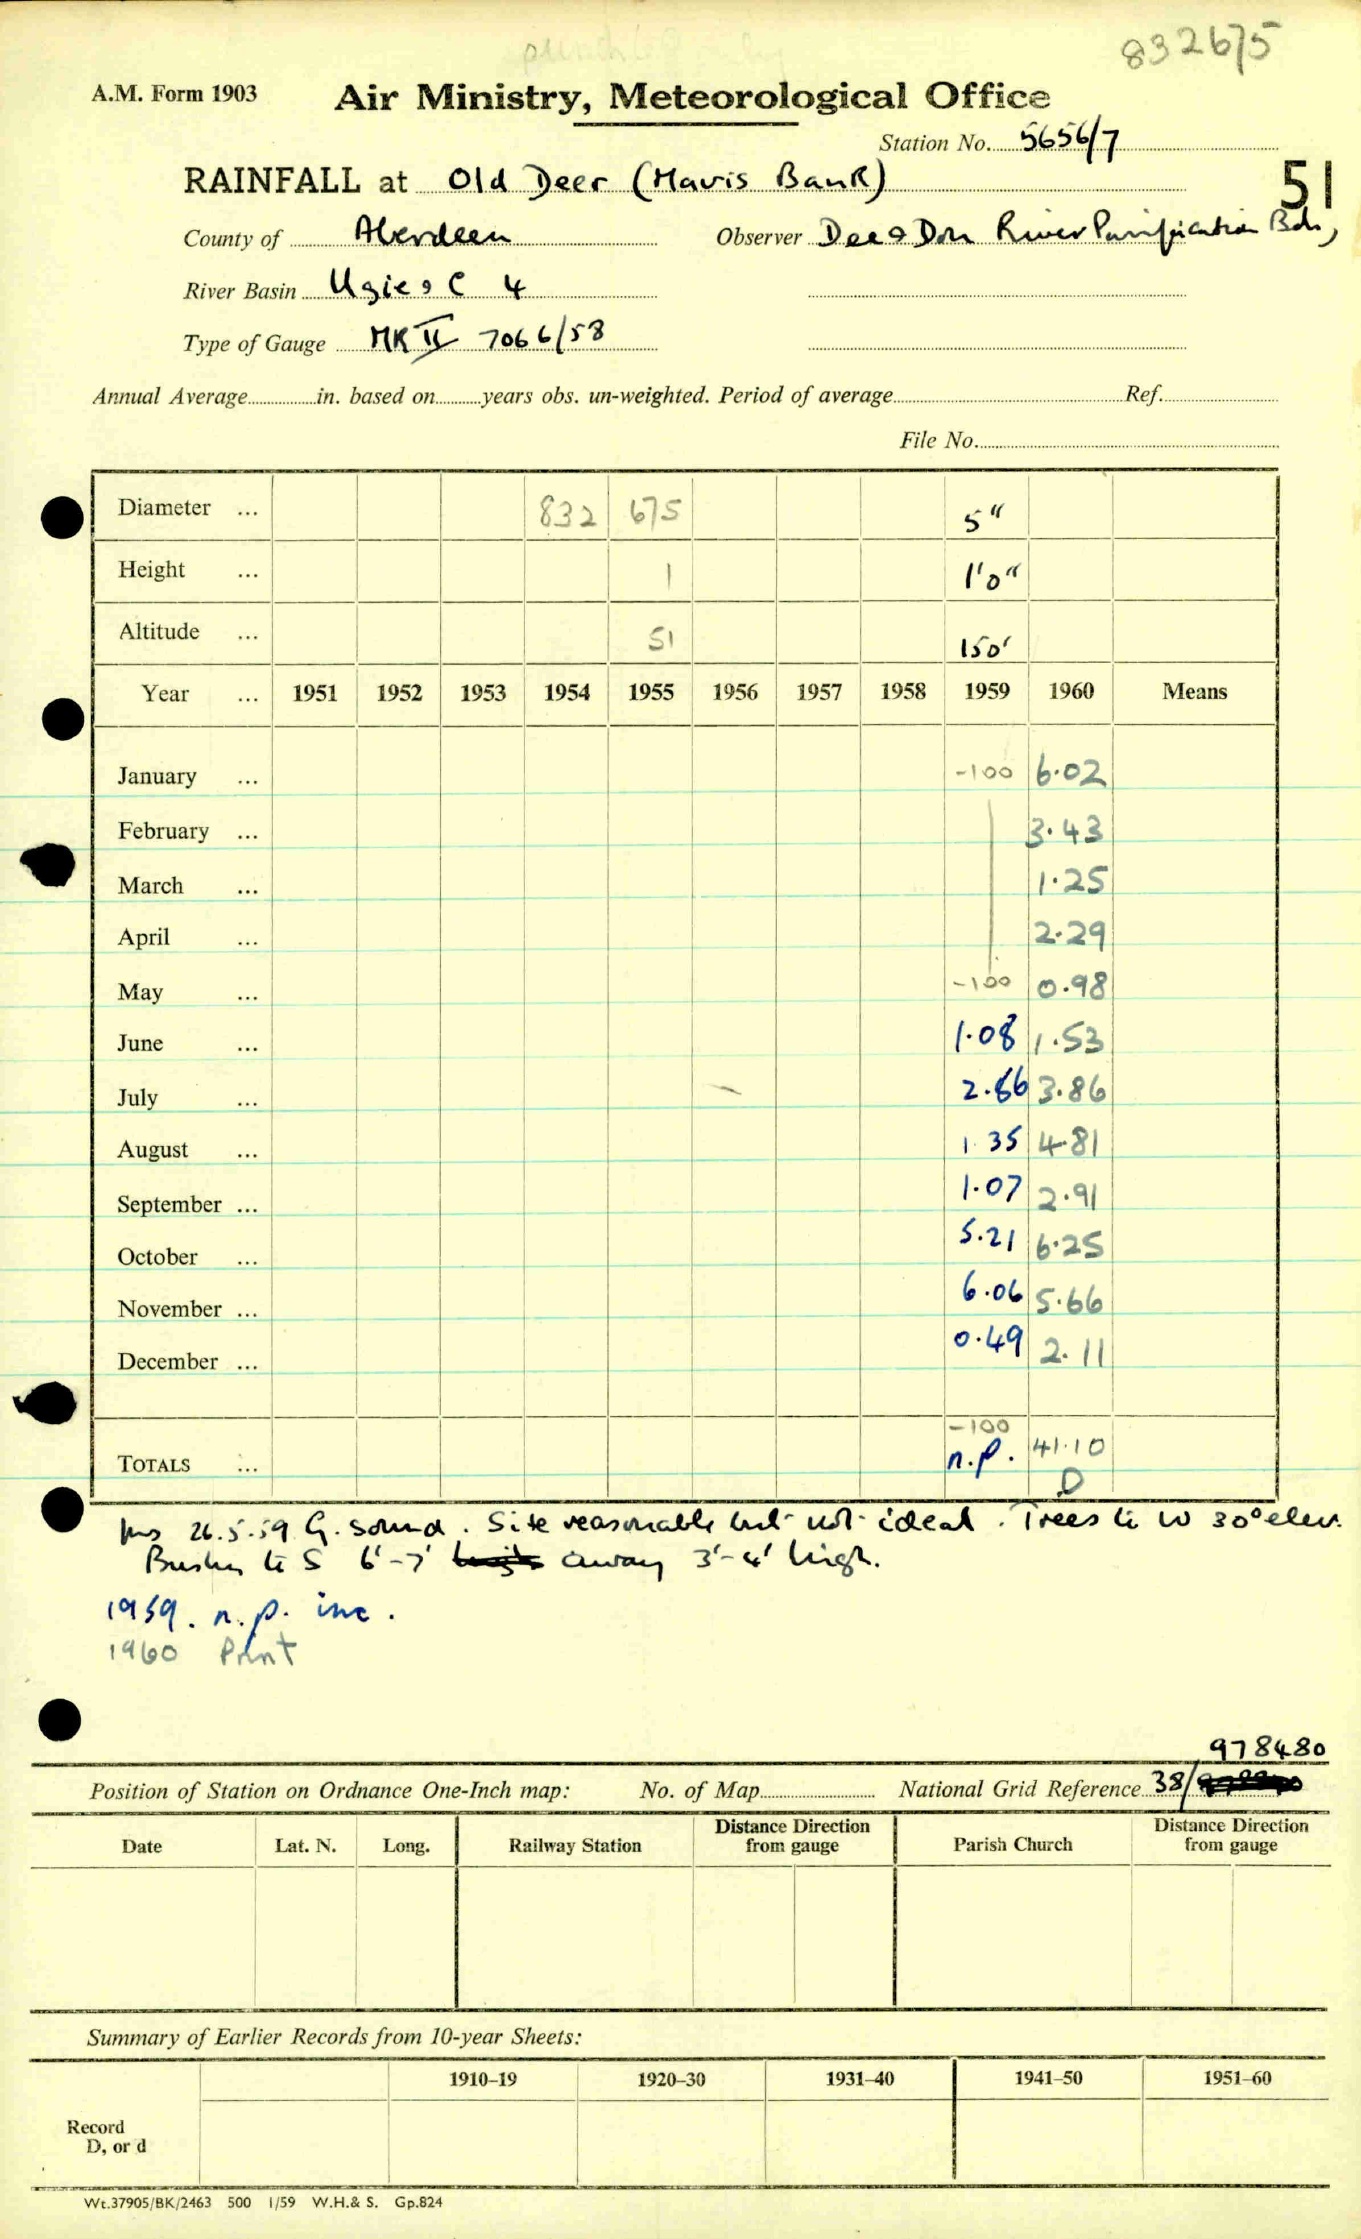 832675
A.M. Form 1903 Air Ministry, Meteorological Office
Station No. 5656/7
RAINFALL at Old Deer (Mavis Bank) 51
County of Aberdeen Observer Dee & Don River Purification Bd.,
River Basin Ugie & C 4
Type of Gauge MK II 7066/58
Annual Average in. based on years obs. un-weighted. Period of average Ref.
File No.
Diameter ... 832 675 5"
Height ... 1 1'0"
Altitude ... 51 150'
Year ... 1951 1952 1953 1954 1955 1956 1957 1958 1959 1960 Means
January ... -100 6.02
February ... 3.43
March ... 1.25
April ... 2.29
May ... -100 0.98
June ... 1.08 1.53
July ... 2.86 3.86
August ... 1.35 4.81
September ... 1.07 2.91
October ... 5.21 6.25
November ... 6.06 5.66
December ... 0.49 2.11
-100
TOTALS ... n.p. 41.10
D
Ins 26.5.59 G. sound. Site reasonable but not ideal. Trees to W 30° elev.
Bushes to S 6'-7' away 3'-4' high.
1959. n.p. inc.
1960 Print
978480
Position of Station on Ordnance One-Inch map: No. of Map National Grid Reference 38/
Date Lat. N. Long. Railway Station Distance Direction from gauge Parish Church Distance Direction from gauge
Summary of Earlier Records from 10-year Sheets:
1910–19 1920–30 1931–40 1941–50 1951–60
Record
D, or d
Wt.37905/BK/2463 500 1/59 W.H.& S. Gp.824